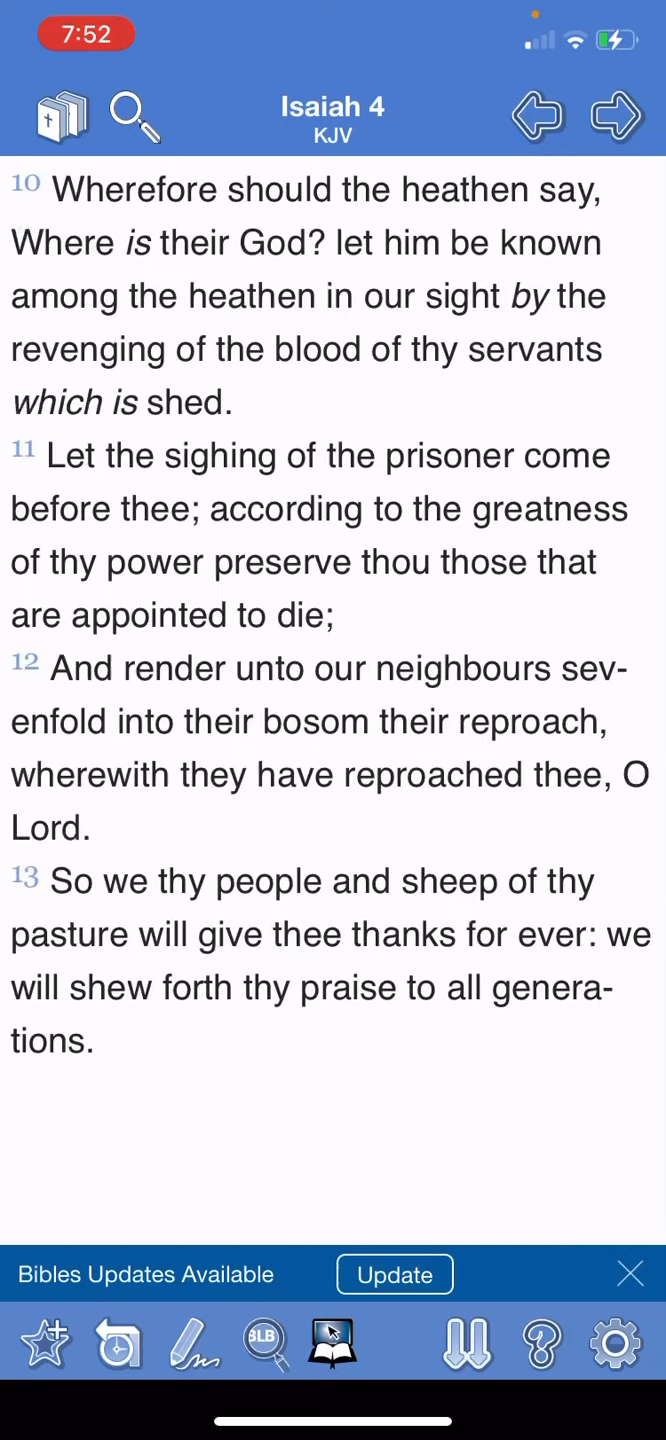 7:52
Isaiah 4
KJV
10 Wherefore should the heathen say,
Where is their God? let him be known
among the heathen in our sight by the
revenging of the blood of thy servants
which is shed.
11 Let the sighing of the prisoner come
before thee; according to the greatness
of thy power preserve thou those that
are appointed to die;
12 And render unto our neighbours sev-
enfold into their bosom their reproach,
wherewith they have reproached thee, O
Lord.
13 So we thy people and sheep of thy
pasture will give thee thanks for ever: we
will shew forth thy praise to all genera-
tions.
Bibles Updates Available Update
BLB